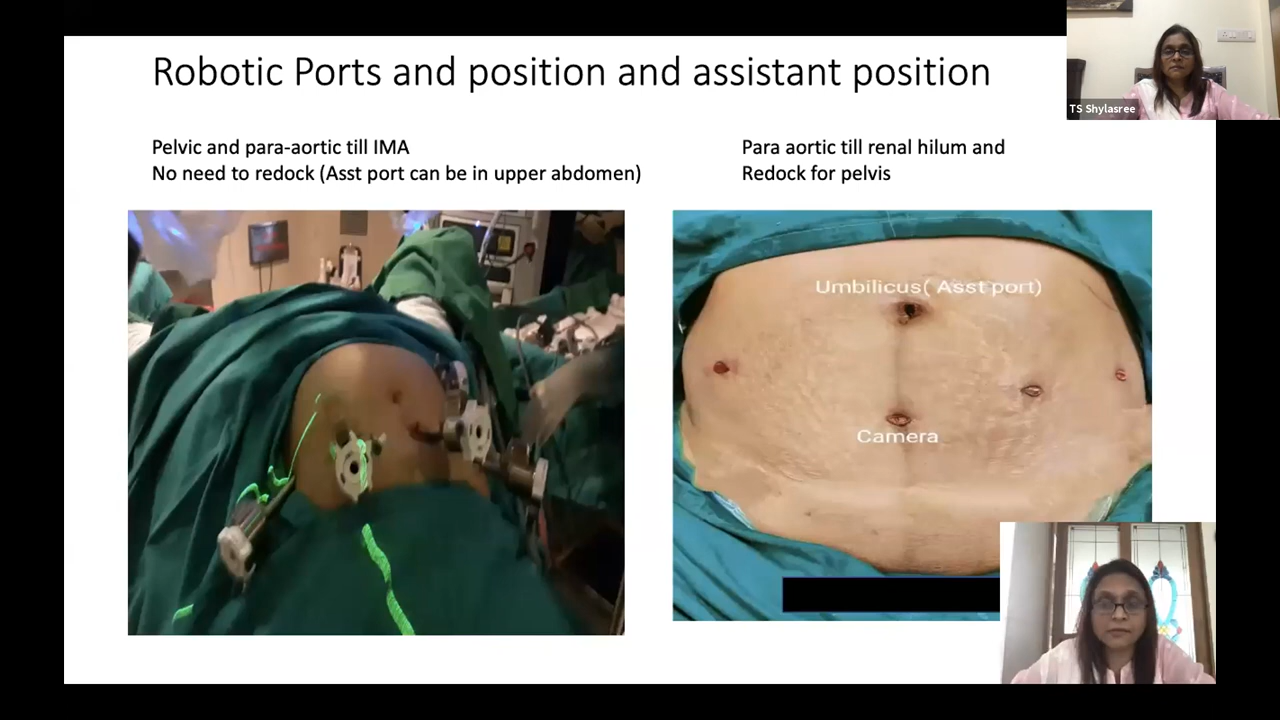 Robotic Ports and position and assistant position
TS Shylasree
Pelvic and para-aortic till IMA
No need to redock (Asst port can be in upper abdomen)
Para aortic till renal hilum and
Redock for pelvis
Umbilicus( Asst port)
Camera